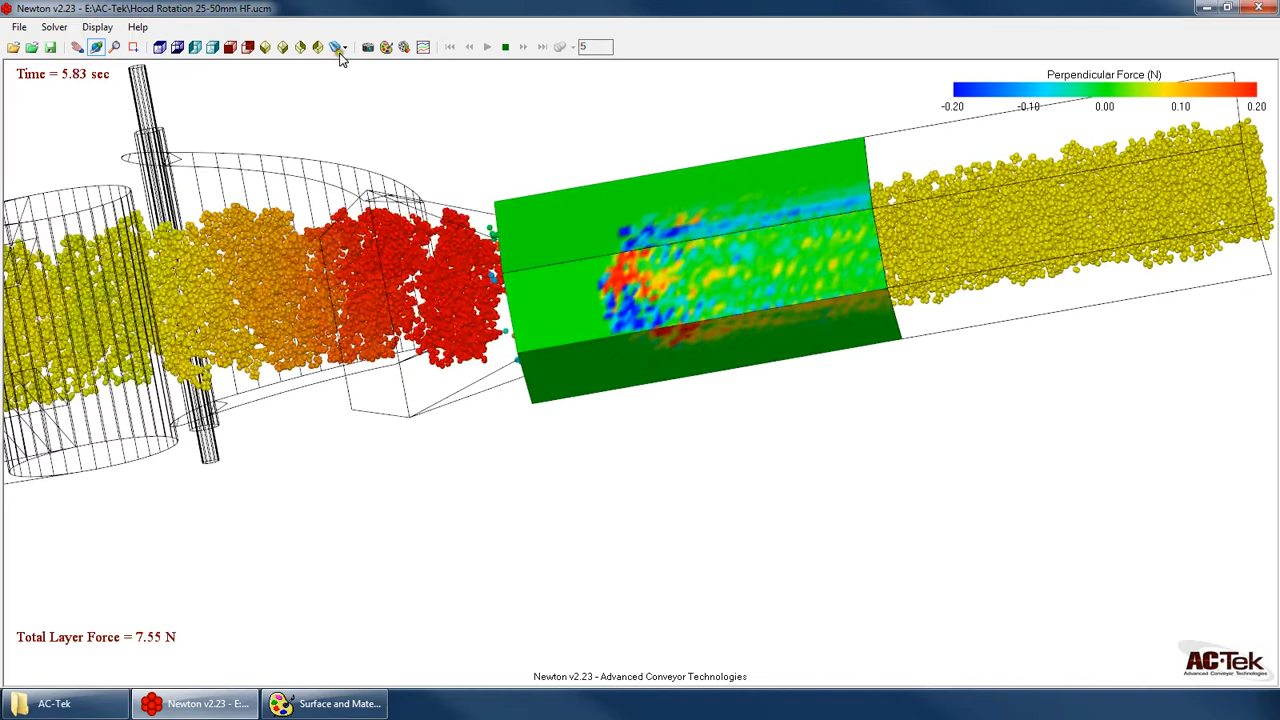 Newton v2.23 - E:\AC-Tek\Hood Rotation 25-50mm HF.ucm
File Solver Display Help
5
Time = 5.83 sec
Perpendicular Force (N)
-0.20 -0.10 0.00 0.10 0.20
Total Layer Force = 7.55 N
Newton v2.23 - Advanced Conveyor Technologies
AC-Tek
Advanced Conveyor Technologies
AC-Tek
Newton v2.23 - E:...
Surface and Mate...